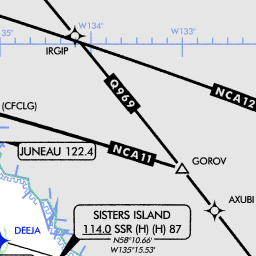 W134°
W133°
35'
IRGIP
Q969
NCA12
(CFCLG)
JUNEAU 122.4
NCA11
GOROV
AXUBI
SISTERS ISLAND
114.0 SSR (H) (H) 87
N58°10.66'
W135°15.53'
DEEJA